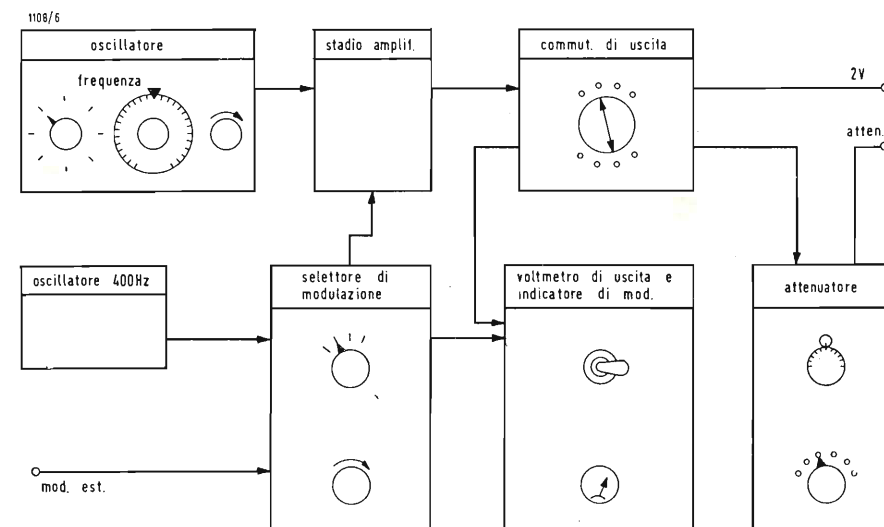 1108/6
oscillatore
stadio amplif.
commut. di uscita
frequenza
2V
atten.
oscillatore 400Hz
selettore di
modulazione
voltmetro di uscita e
indicatore di mod.
attenuatore
mod. est.